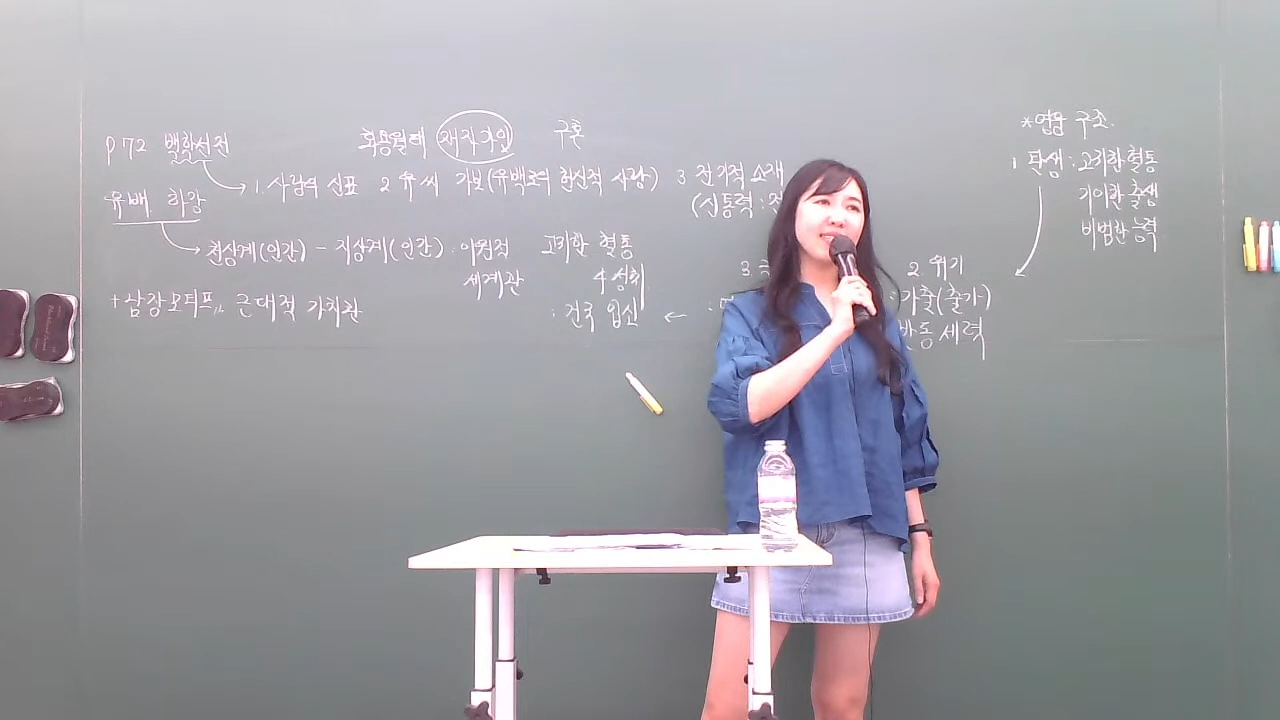 p72 백학선전
화용월태 재자가인 구혼
1. 사랑의 신표 2 유씨 가보(유백로의 헌신적 사랑) 3 전기적 소재
(신통력:
유배, 하강
천상계(인간) - 지상계(인간) : 이원적 세계관
고귀한 혈통
4 성취
: 건국 입신 ←
+ 남장모티프,, 근대적 가치관
*영웅 구조.
1 탄생 : 고귀한 혈통
기이한 출생
비범한 능력
2 위기
: 가출(출가)
반동세력
3